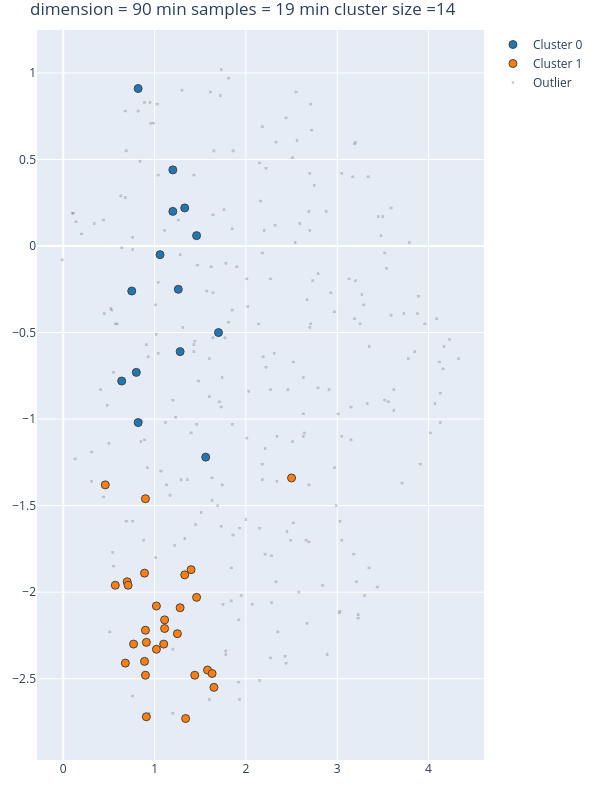 dimension = 90 min samples = 19 min cluster size =14
Cluster 0
Cluster 1
Outlier
1
0.5
0
−0.5
−1
−1.5
−2
−2.5
0 1 2 3 4